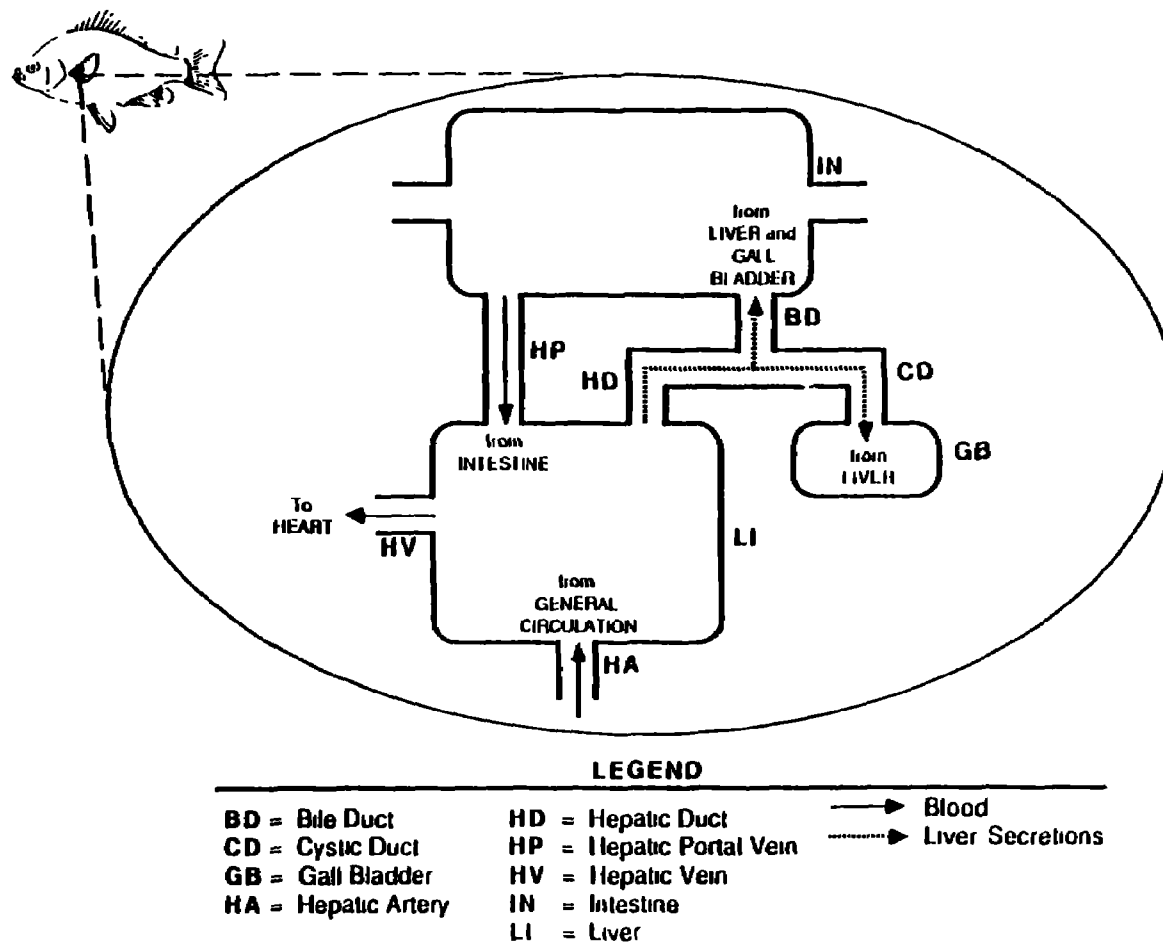 IN
from
LIVER and
GALL
BLADDER
BD
HP
HD
CD
from
INTESTINE
from
LIVER
GB
To
HEART
HV
LI
from
GENERAL
CIRCULATION
HA
LEGEND
BD = Bile Duct
CD = Cystic Duct
GB = Gall Bladder
HA = Hepatic Artery
HD = Hepatic Duct
HP = Hepatic Portal Vein
HV = Hepatic Vein
IN = Intestine
LI = Liver
Blood
Liver Secretions